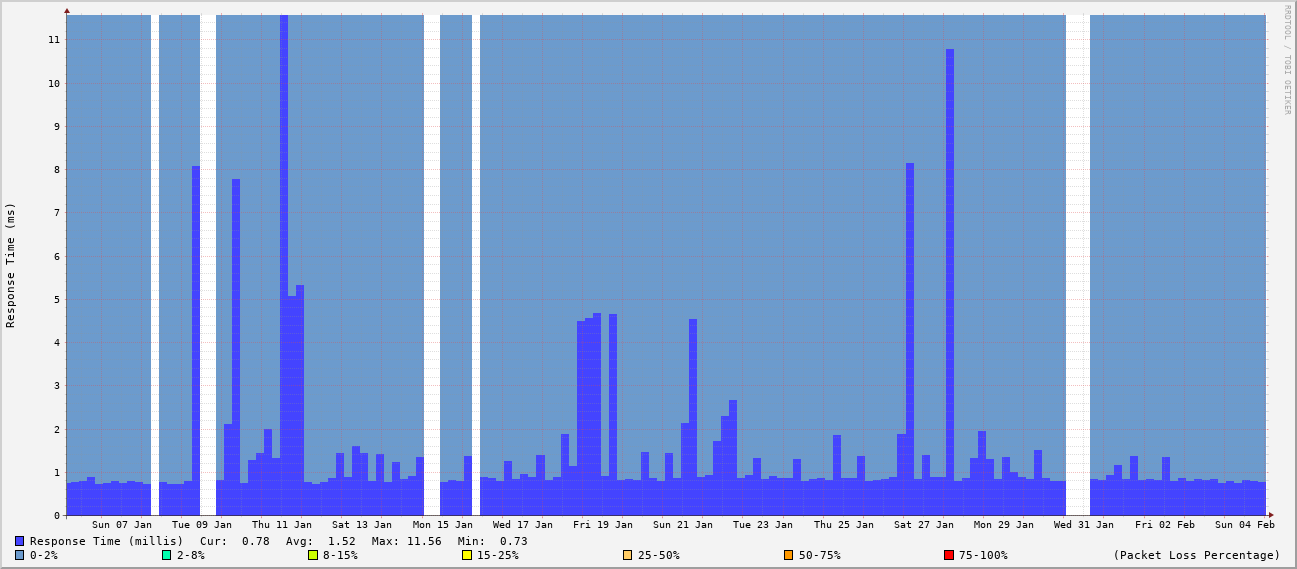 RRDTOOL / TOBI OETIKER
Response Time (ms)
11
10
9
8
7
6
5
4
3
2
1
0
Sun 07 Jan Tue 09 Jan Thu 11 Jan Sat 13 Jan Mon 15 Jan Wed 17 Jan Fri 19 Jan Sun 21 Jan Tue 23 Jan Thu 25 Jan Sat 27 Jan Mon 29 Jan Wed 31 Jan Fri 02 Feb Sun 04 Feb
Response Time (millis) Cur: 0.78 Avg: 1.52 Max: 11.56 Min: 0.73
0-2% 2-8% 8-15% 15-25% 25-50% 50-75% 75-100% (Packet Loss Percentage)